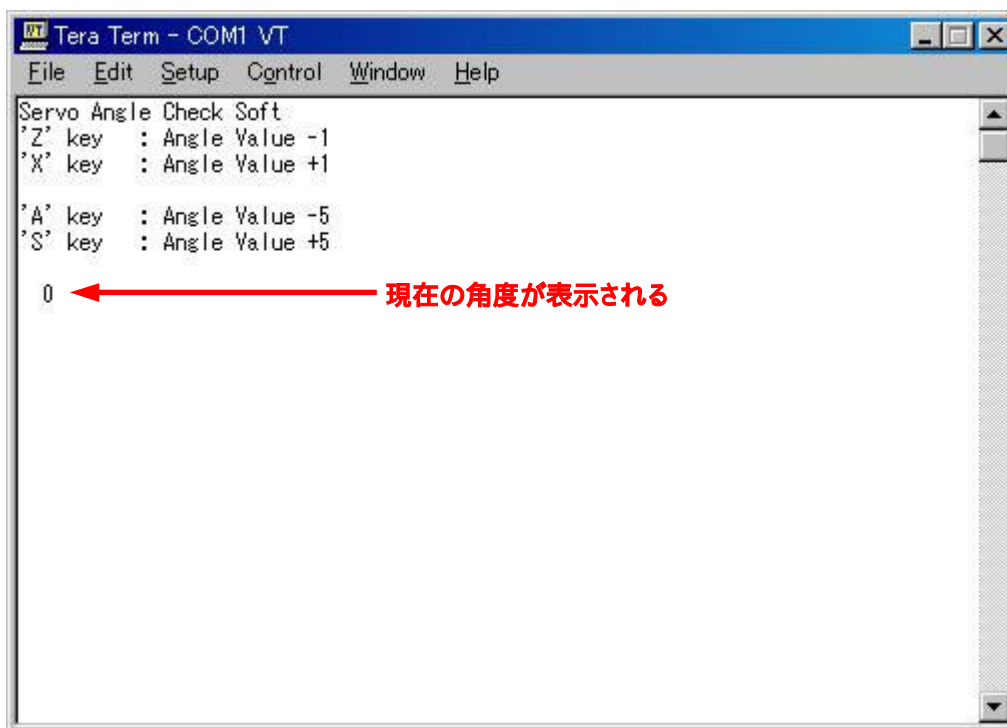 Tera Term - COM1 VT
File Edit Setup Control Window Help
Servo Angle Check Soft
'Z' key : Angle Value -1
'X' key : Angle Value +1
'A' key : Angle Value -5
'S' key : Angle Value +5
0 現在の角度が表示される